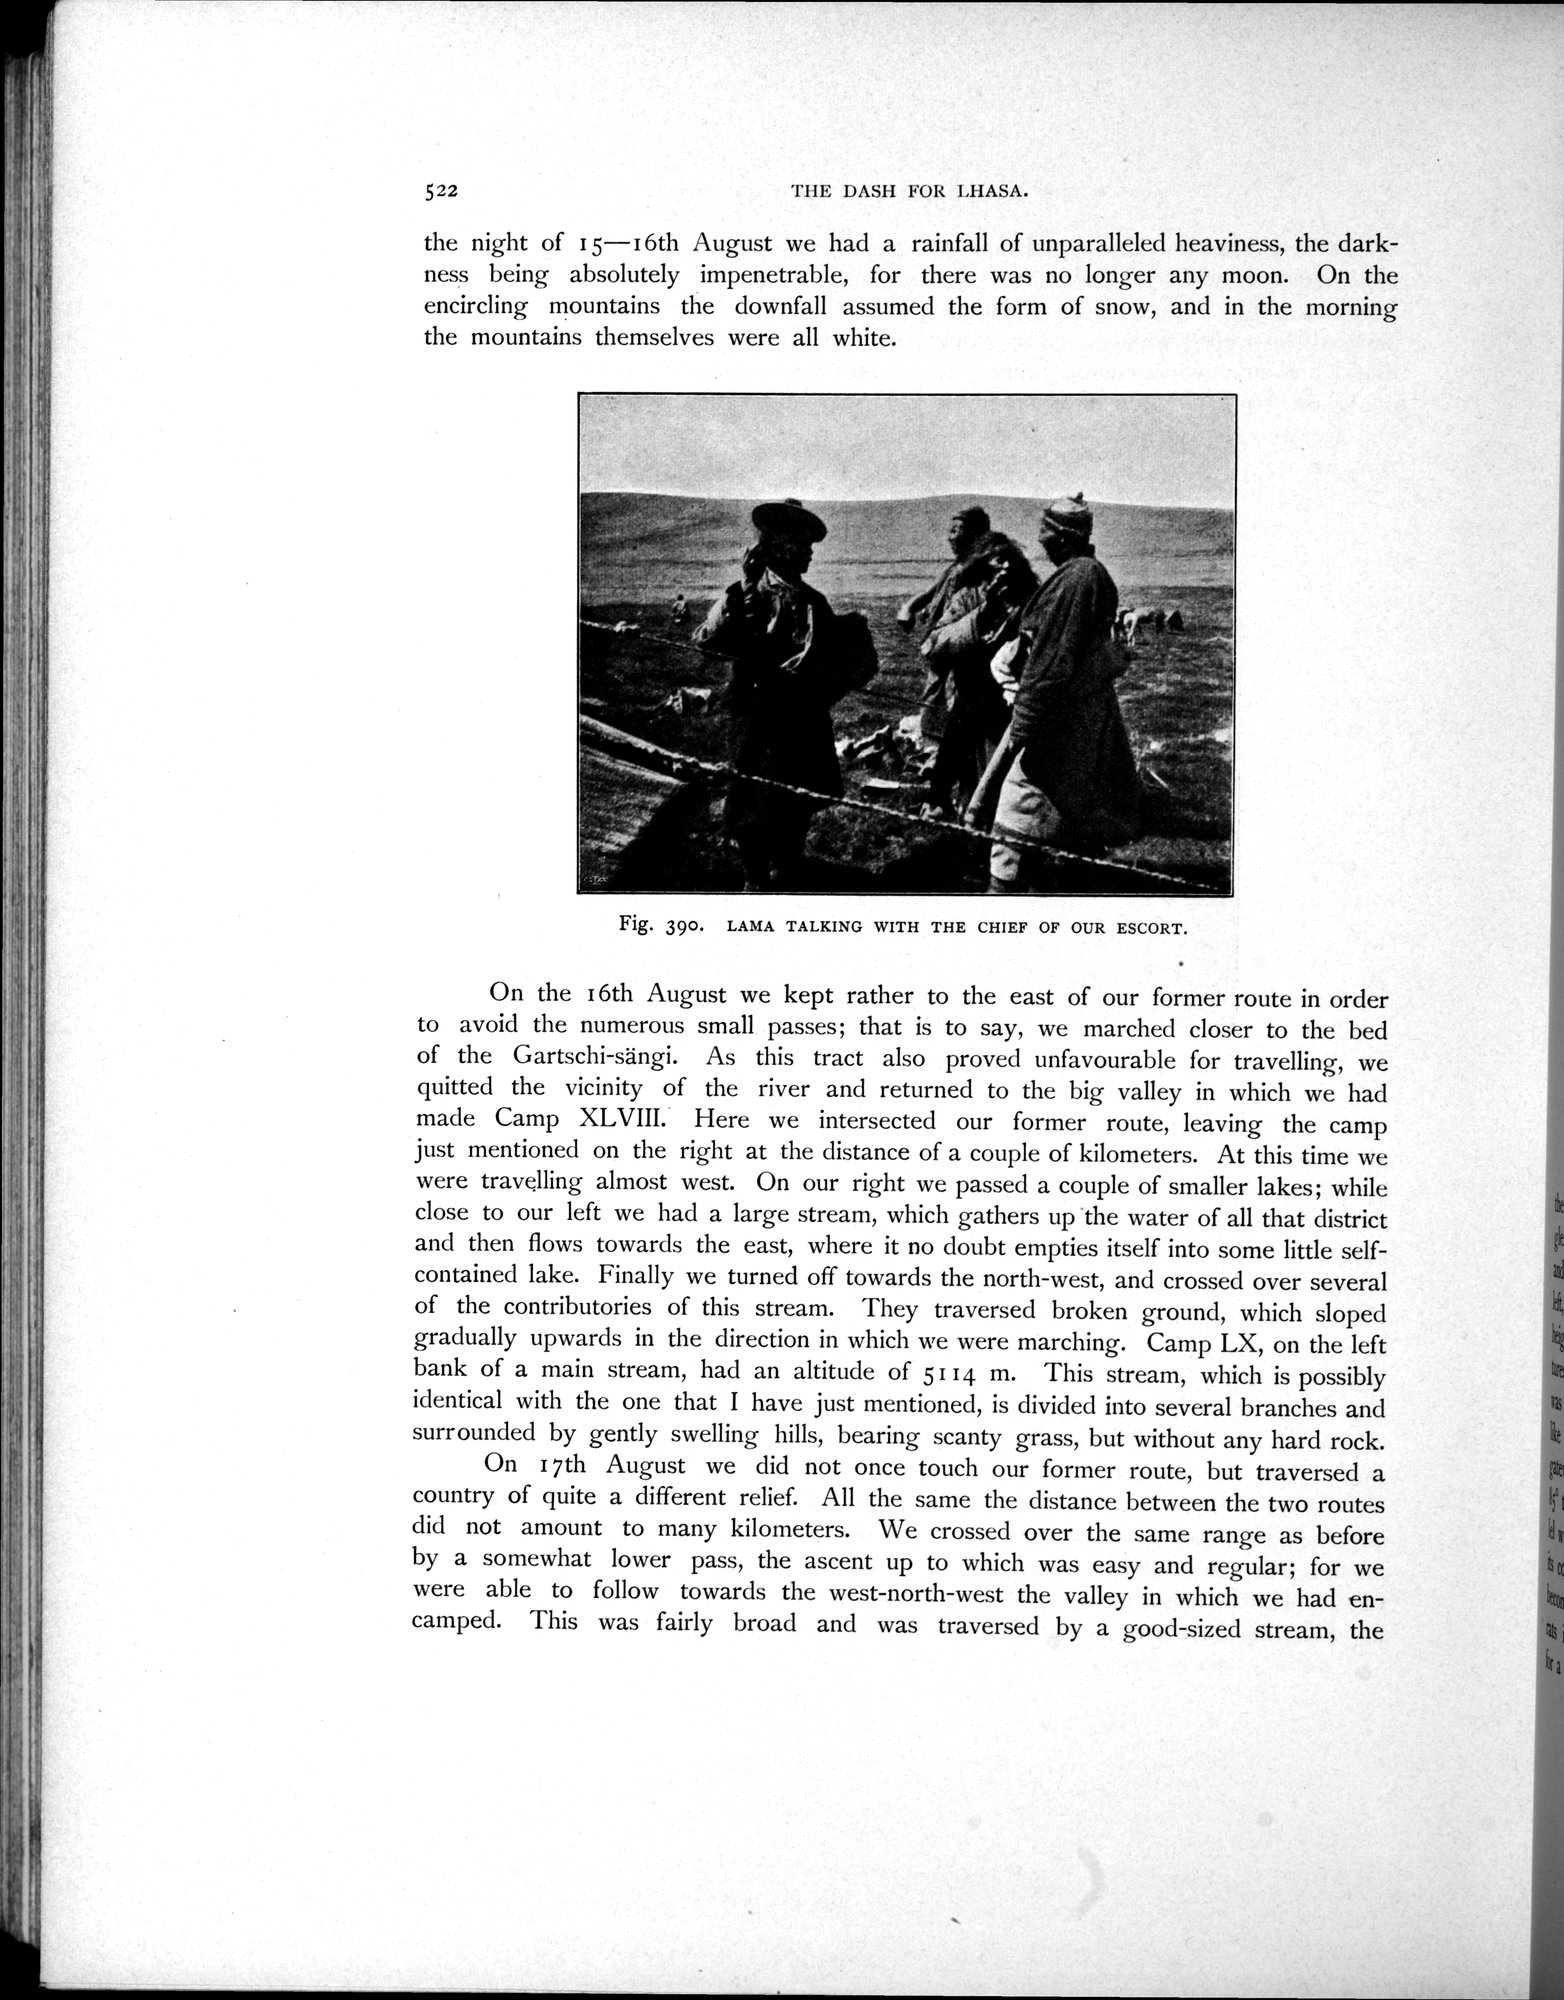 522
THE DASH FOR LHASA.
the night of 15—16th August we had a rainfall of unparalleled heaviness, the dark-
ness being absolutely impenetrable, for there was no longer any moon. On the
encircling mountains the downfall assumed the form of snow, and in the morning
the mountains themselves were all white.
Fig. 390. LAMA TALKING WITH THE CHIEF OF OUR ESCORT.
On the 16th August we kept rather to the east of our former route in order
to avoid the numerous small passes; that is to say, we marched closer to the bed
of the Gartschi-sängi. As this tract also proved unfavourable for travelling, we
quitted the vicinity of the river and returned to the big valley in which we had
made Camp XLVIII. Here we intersected our former route, leaving the camp
just mentioned on the right at the distance of a couple of kilometers. At this time we
were travelling almost west. On our right we passed a couple of smaller lakes; while
close to our left we had a large stream, which gathers up the water of all that district
and then flows towards the east, where it no doubt empties itself into some little self-
contained lake. Finally we turned off towards the north-west, and crossed over several
of the contributories of this stream. They traversed broken ground, which sloped
gradually upwards in the direction in which we were marching. Camp LX, on the left
bank of a main stream, had an altitude of 5114 m. This stream, which is possibly
identical with the one that I have just mentioned, is divided into several branches and
surrounded by gently swelling hills, bearing scanty grass, but without any hard rock.
On 17th August we did not once touch our former route, but traversed a
country of quite a different relief. All the same the distance between the two routes
did not amount to many kilometers. We crossed over the same range as before
by a somewhat lower pass, the ascent up to which was easy and regular; for we
were able to follow towards the west-north-west the valley in which we had en-
camped. This was fairly broad and was traversed by a good-sized stream, the